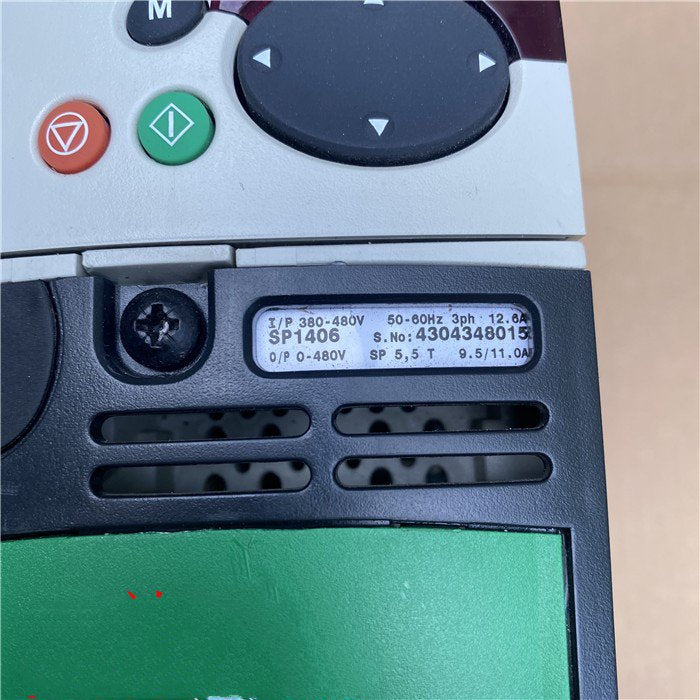 M
I/P 380-480V 50-60Hz 3ph 12.6A
SP1406 S.No: 4304348015
O/P 0-480V SP 5,5 T 9.5/11.0A